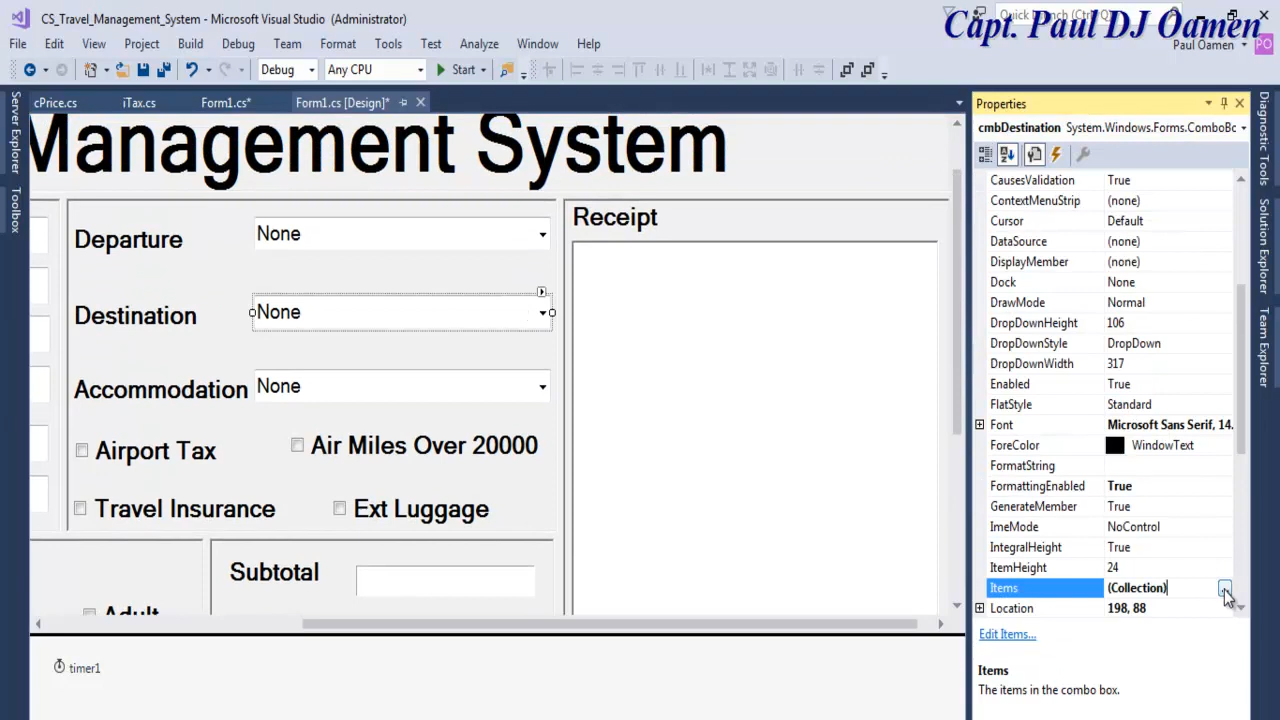 CS_Travel_Management_System - Microsoft Visual Studio (Administrator)
Quick Launch (Ctrl+Q)
Capt. Paul DJ Oamen
File Edit View Project Build Debug Team Format Tools Test Analyze Window Help
Paul Oamen PO
Debug Any CPU Start
cPrice.cs iTax.cs Form1.cs* Form1.cs [Design]*
Server Explorer
Toolbox
Management System
Departure None
Destination None
Accommodation None
Airport Tax Air Miles Over 20000
Travel Insurance Ext Luggage
Subtotal
Adult
Receipt
timer1
Properties
cmbDestination System.Windows.Forms.ComboBo
CausesValidation True
ContextMenuStrip (none)
Cursor Default
DataSource (none)
DisplayMember (none)
Dock None
DrawMode Normal
DropDownHeight 106
DropDownStyle DropDown
DropDownWidth 317
Enabled True
FlatStyle Standard
Font Microsoft Sans Serif, 14.
ForeColor WindowText
FormatString
FormattingEnabled True
GenerateMember True
ImeMode NoControl
IntegralHeight True
ItemHeight 24
Items (Collection)
Location 198, 88
Edit Items...
Items
The items in the combo box.
Diagnostic Tools
Solution Explorer
Team Explorer